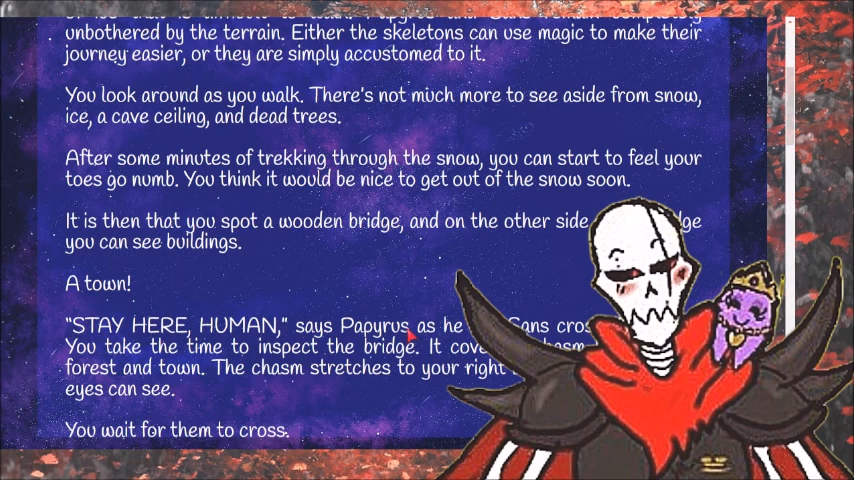 unbothered by the terrain. Either the skeletons can use magic to make their
journey easier, or they are simply accustomed to it.
You look around as you walk. There's not much more to see aside from snow,
ice, a cave ceiling, and dead trees.
After some minutes of trekking through the snow, you can start to feel your
toes go numb. You think it would be nice to get out of the snow soon.
It is then that you spot a wooden bridge, and on the other side
you can see buildings.
A town!
"STAY HERE, HUMAN," says Papyrus as he Sans
You take the time to inspect the bridge. It
forest and town. The chasm stretches to your right
eyes can see.
You wait for them to cross.